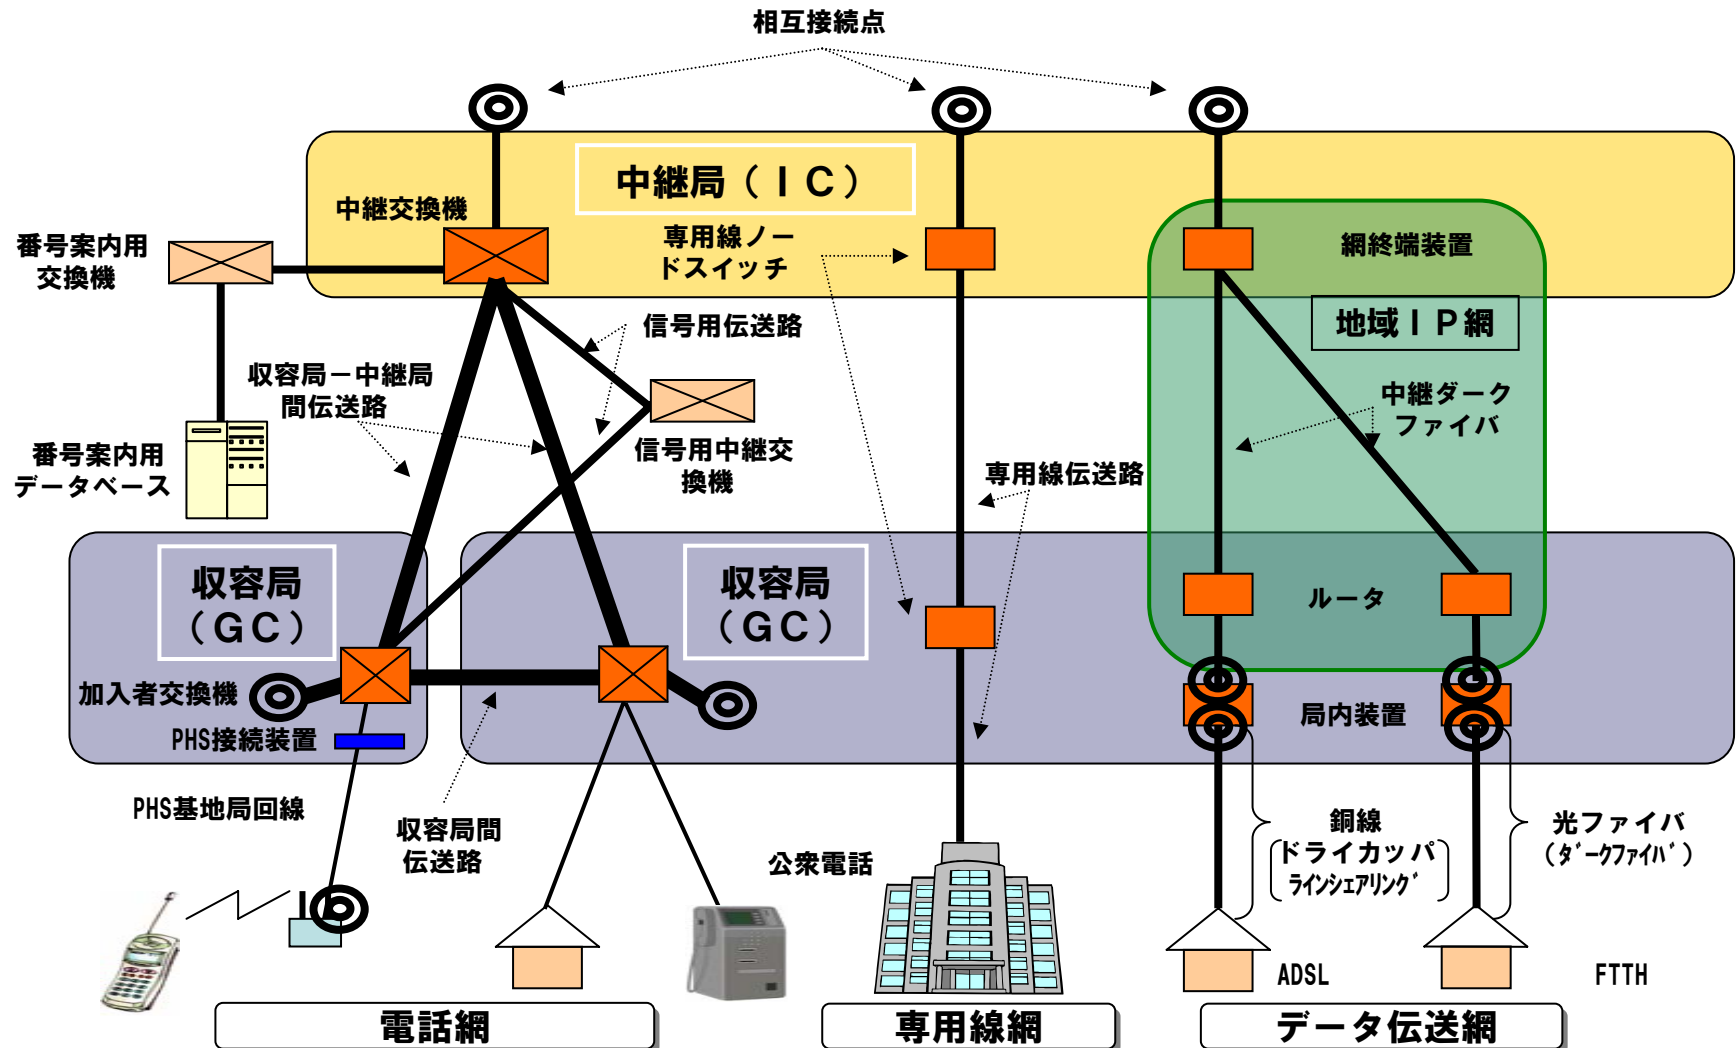 相互接続点
中継局（ＩＣ）
中継交換機
番号案内用
交換機
専用線ノー
ドスイッチ
網終端装置
信号用伝送路
地域ＩＰ網
収容局－中継局
間伝送路
中継ダーク
ファイバ
番号案内用
データベース
信号用中継交
換機
専用線伝送路
収容局
（ＧＣ）
収容局
（ＧＣ）
ルータ
加入者交換機
局内装置
PHS接続装置
PHS基地局回線
収容局間
伝送路
公衆電話
銅線
ドライカッパ
ﾗｲﾝｼｪｱﾘﾝｸﾞ
光ファイバ
（ﾀﾞｰｸﾌｧｲﾊﾞ）
ADSL
FTTH
電話網
専用線網
データ伝送網